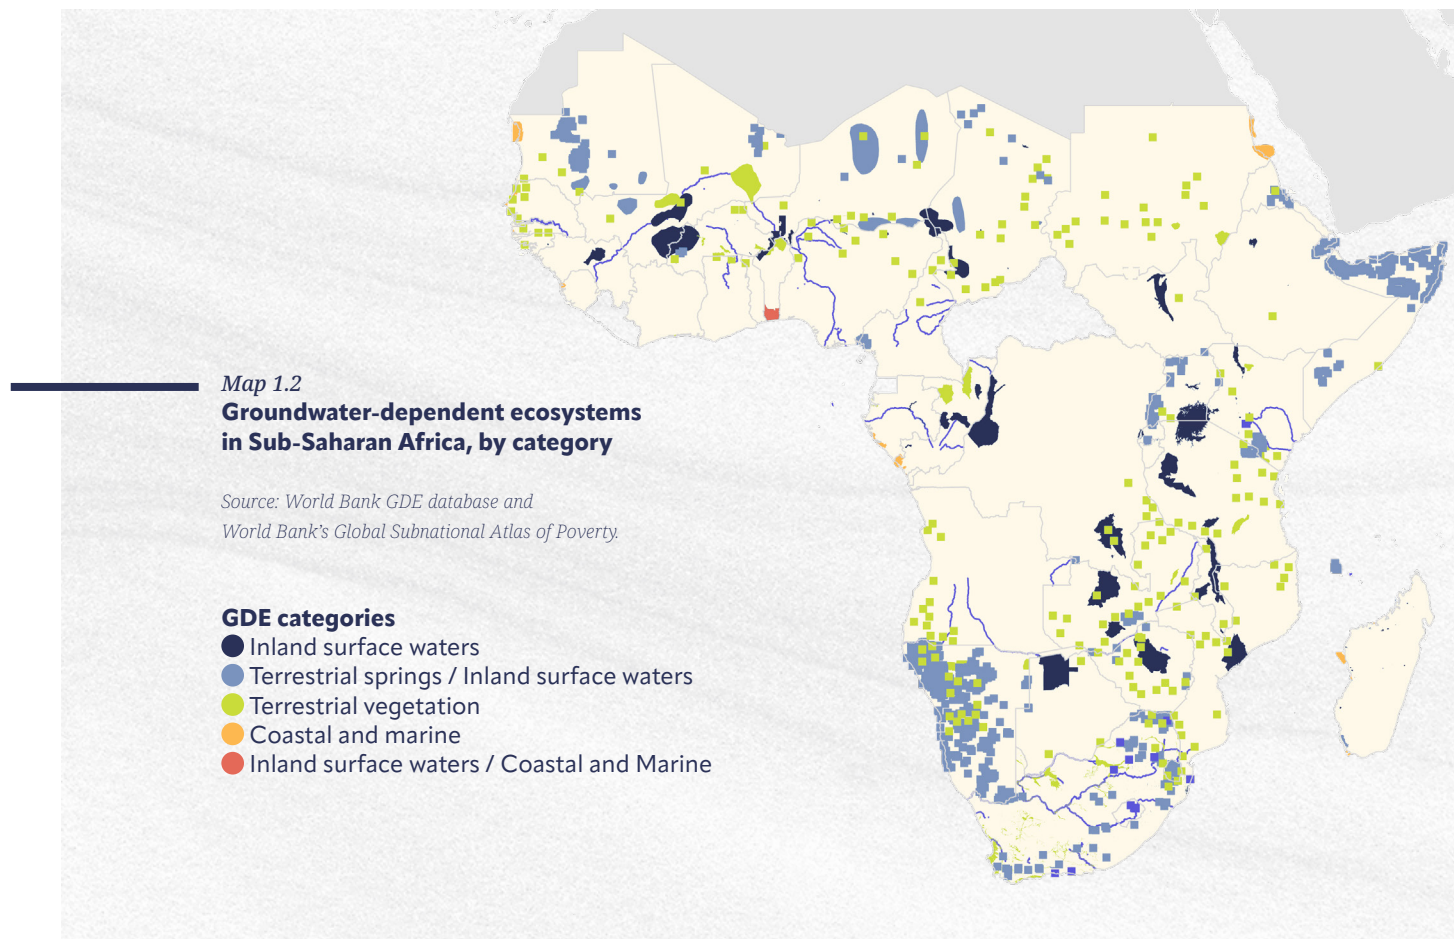 Map 1.2
Groundwater-dependent ecosystems
in Sub-Saharan Africa, by category
Source: World Bank GDE database and
World Bank's Global Subnational Atlas of Poverty.
GDE categories
Inland surface waters
Terrestrial springs / Inland surface waters
Terrestrial vegetation
Coastal and marine
Inland surface waters / Coastal and Marine